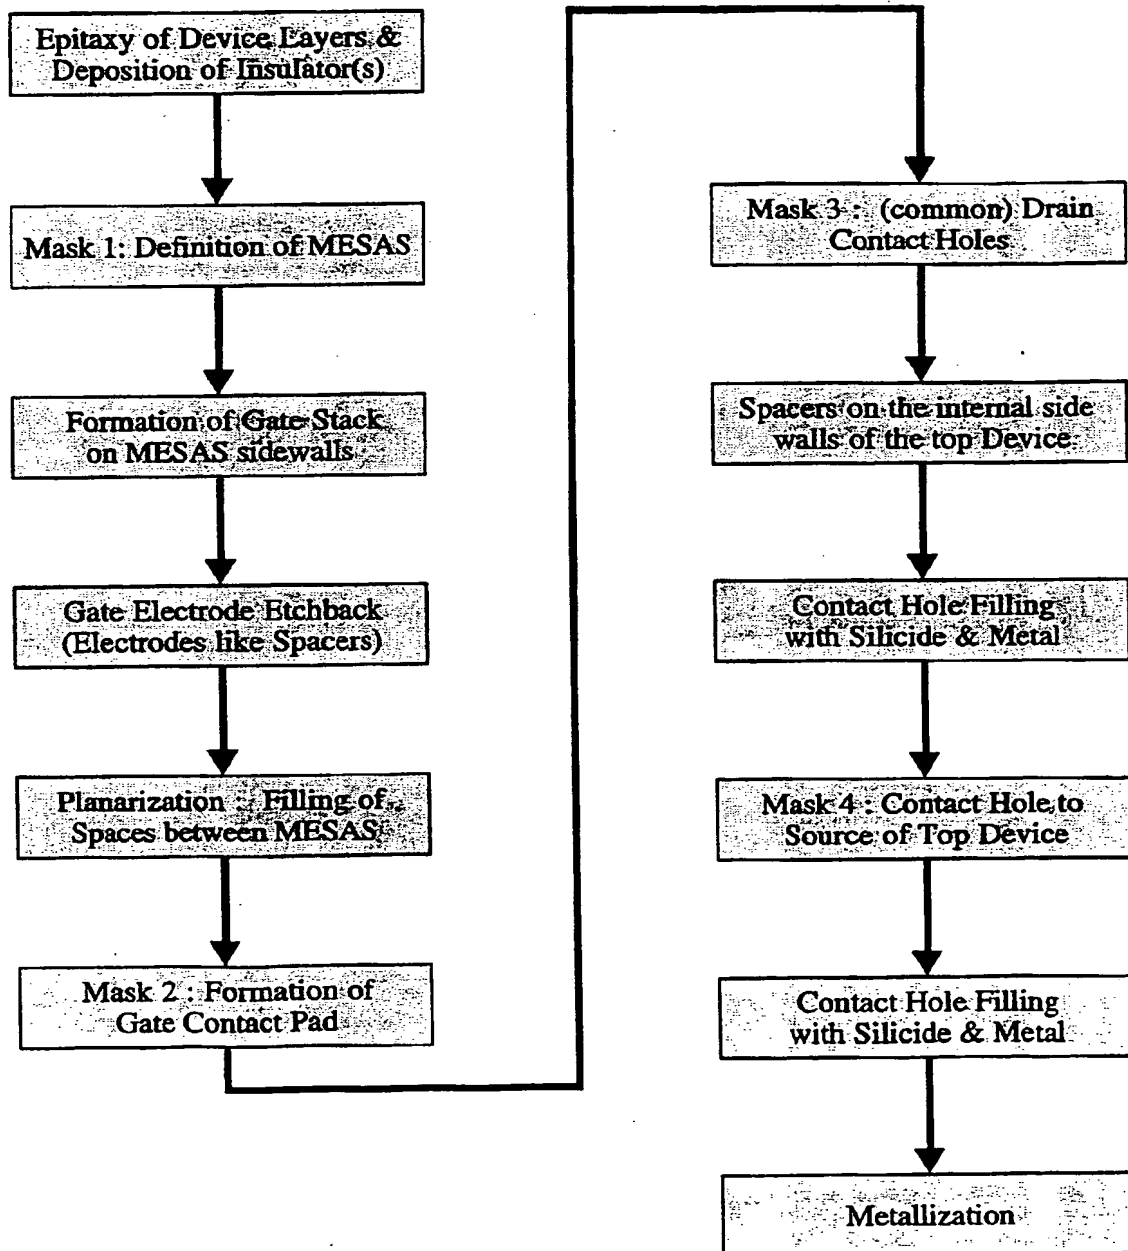 Epitaxy of Device Layers &
Deposition of Insulator(s)
Mask 1: Definition of MESAS
Formation of Gate Stack
on MESAS sidewalls
Gate Electrode Etchback
(Electrodes like Spacers)
Planarization : Filling of
Spaces between MESAS
Mask 2 : Formation of
Gate Contact Pad
Mask 3 : (common) Drain
Contact Holes
Spacers on the internal side
walls of the top Device
Contact Hole Filling
with Silicide & Metal
Mask 4 : Contact Hole to
Source of Top Device
Contact Hole Filling
with Silicide & Metal
Metallization